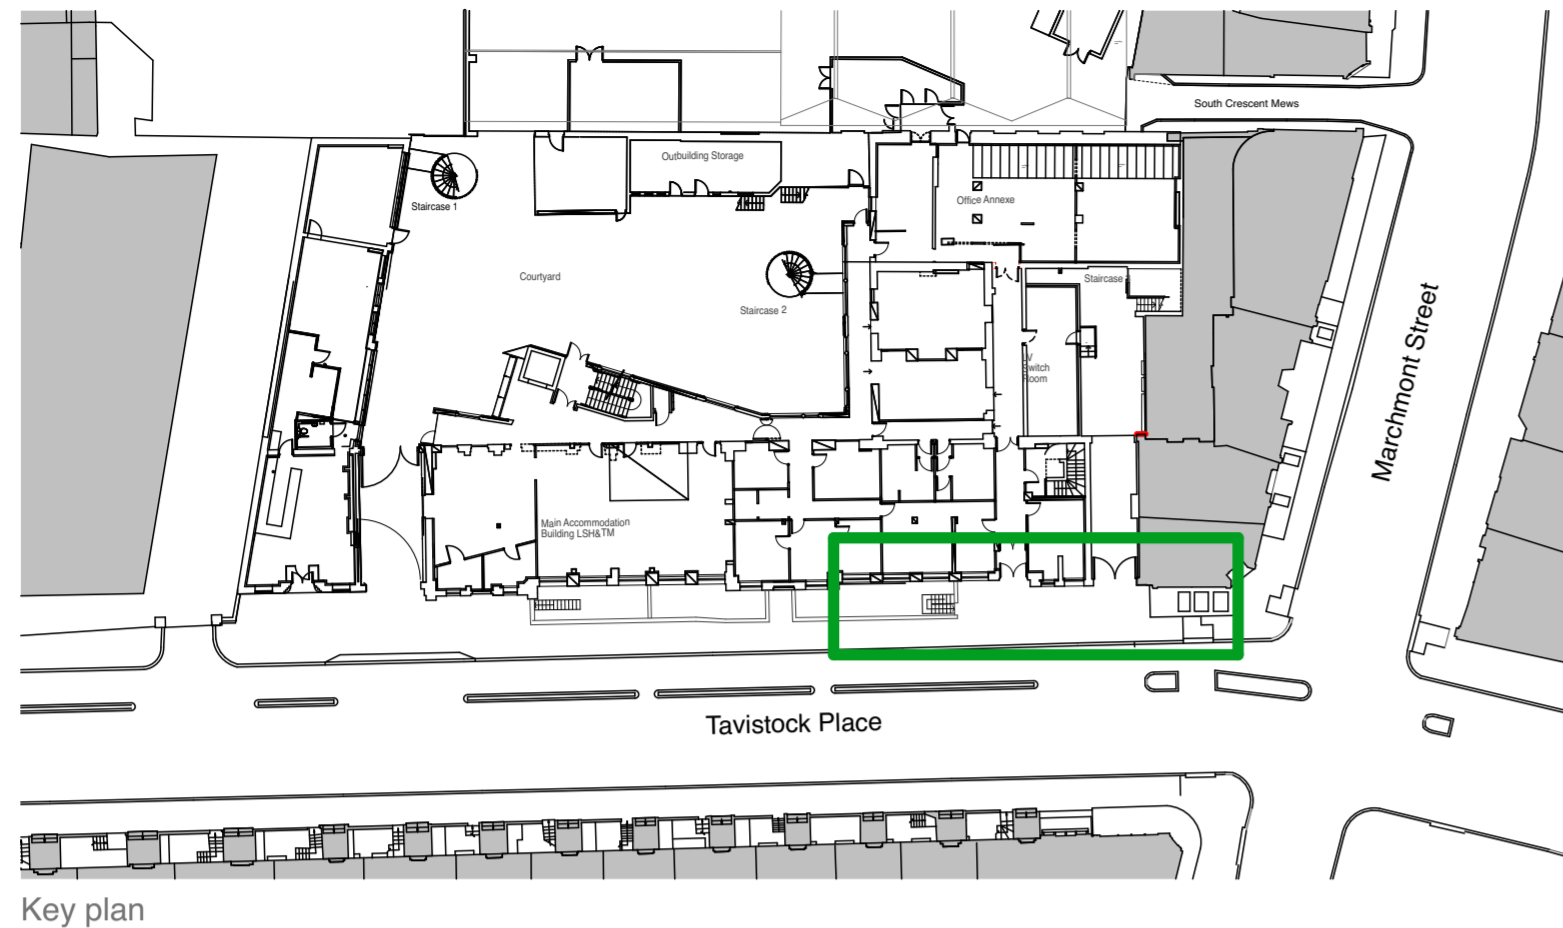 South Crescent Mews
Outbuilding Storage
Staircase 1
Office Annexe
Courtyard
Staircase
Staircase 2
Marchmont Street
Room
Main Accommodation
Building LSH&TM
Tavistock Place
Key plan